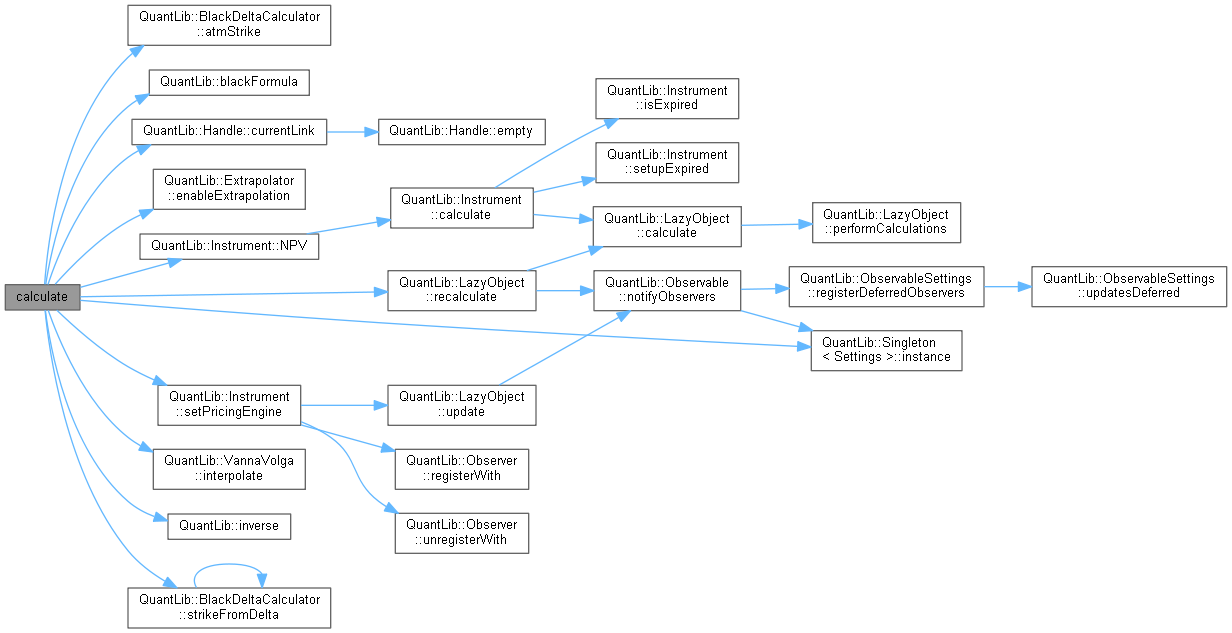 QuantLib::BlackDeltaCalculator
::atmStrike
QuantLib::blackFormula
QuantLib::Handle::currentLink
QuantLib::Handle::empty
QuantLib::Extrapolator
::enableExtrapolation
QuantLib::Instrument::NPV
QuantLib::Instrument
::calculate
QuantLib::Instrument
::isExpired
QuantLib::Instrument
::setupExpired
QuantLib::LazyObject
::calculate
QuantLib::LazyObject
::performCalculations
calculate
QuantLib::LazyObject
::recalculate
QuantLib::Observable
::notifyObservers
QuantLib::ObservableSettings
::registerDeferredObservers
QuantLib::ObservableSettings
::updatesDeferred
QuantLib::Singleton
< Settings >::instance
QuantLib::Instrument
::setPricingEngine
QuantLib::LazyObject
::update
QuantLib::Observer
::registerWith
QuantLib::Observer
::unregisterWith
QuantLib::VannaVolga
::interpolate
QuantLib::inverse
QuantLib::BlackDeltaCalculator
::strikeFromDelta